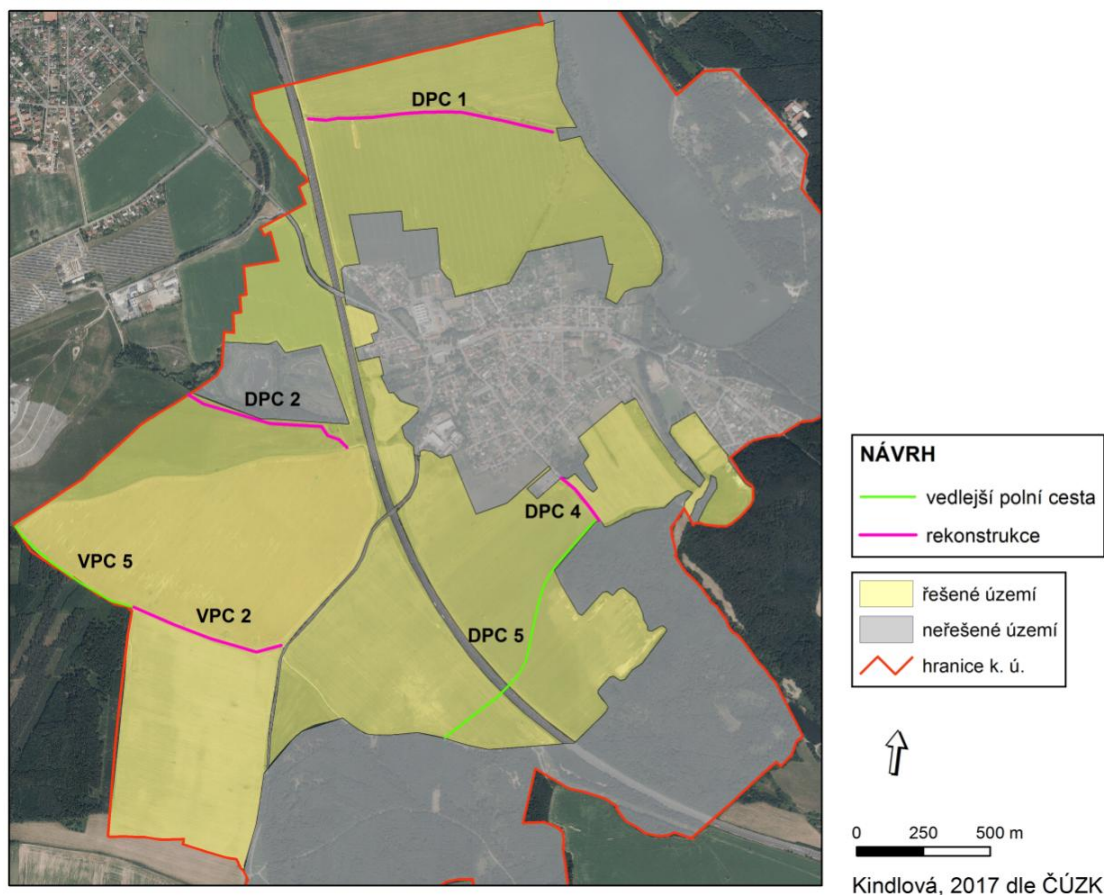 DPC 1
DPC 2
DPC 4
VPC 5
VPC 2
DPC 5
NÁVRH
vedlejší polní cesta
rekonstrukce
řešené území
neřešené území
hranice k. ú.
0 250 500 m
Kindlová, 2017 dle ČÚZK